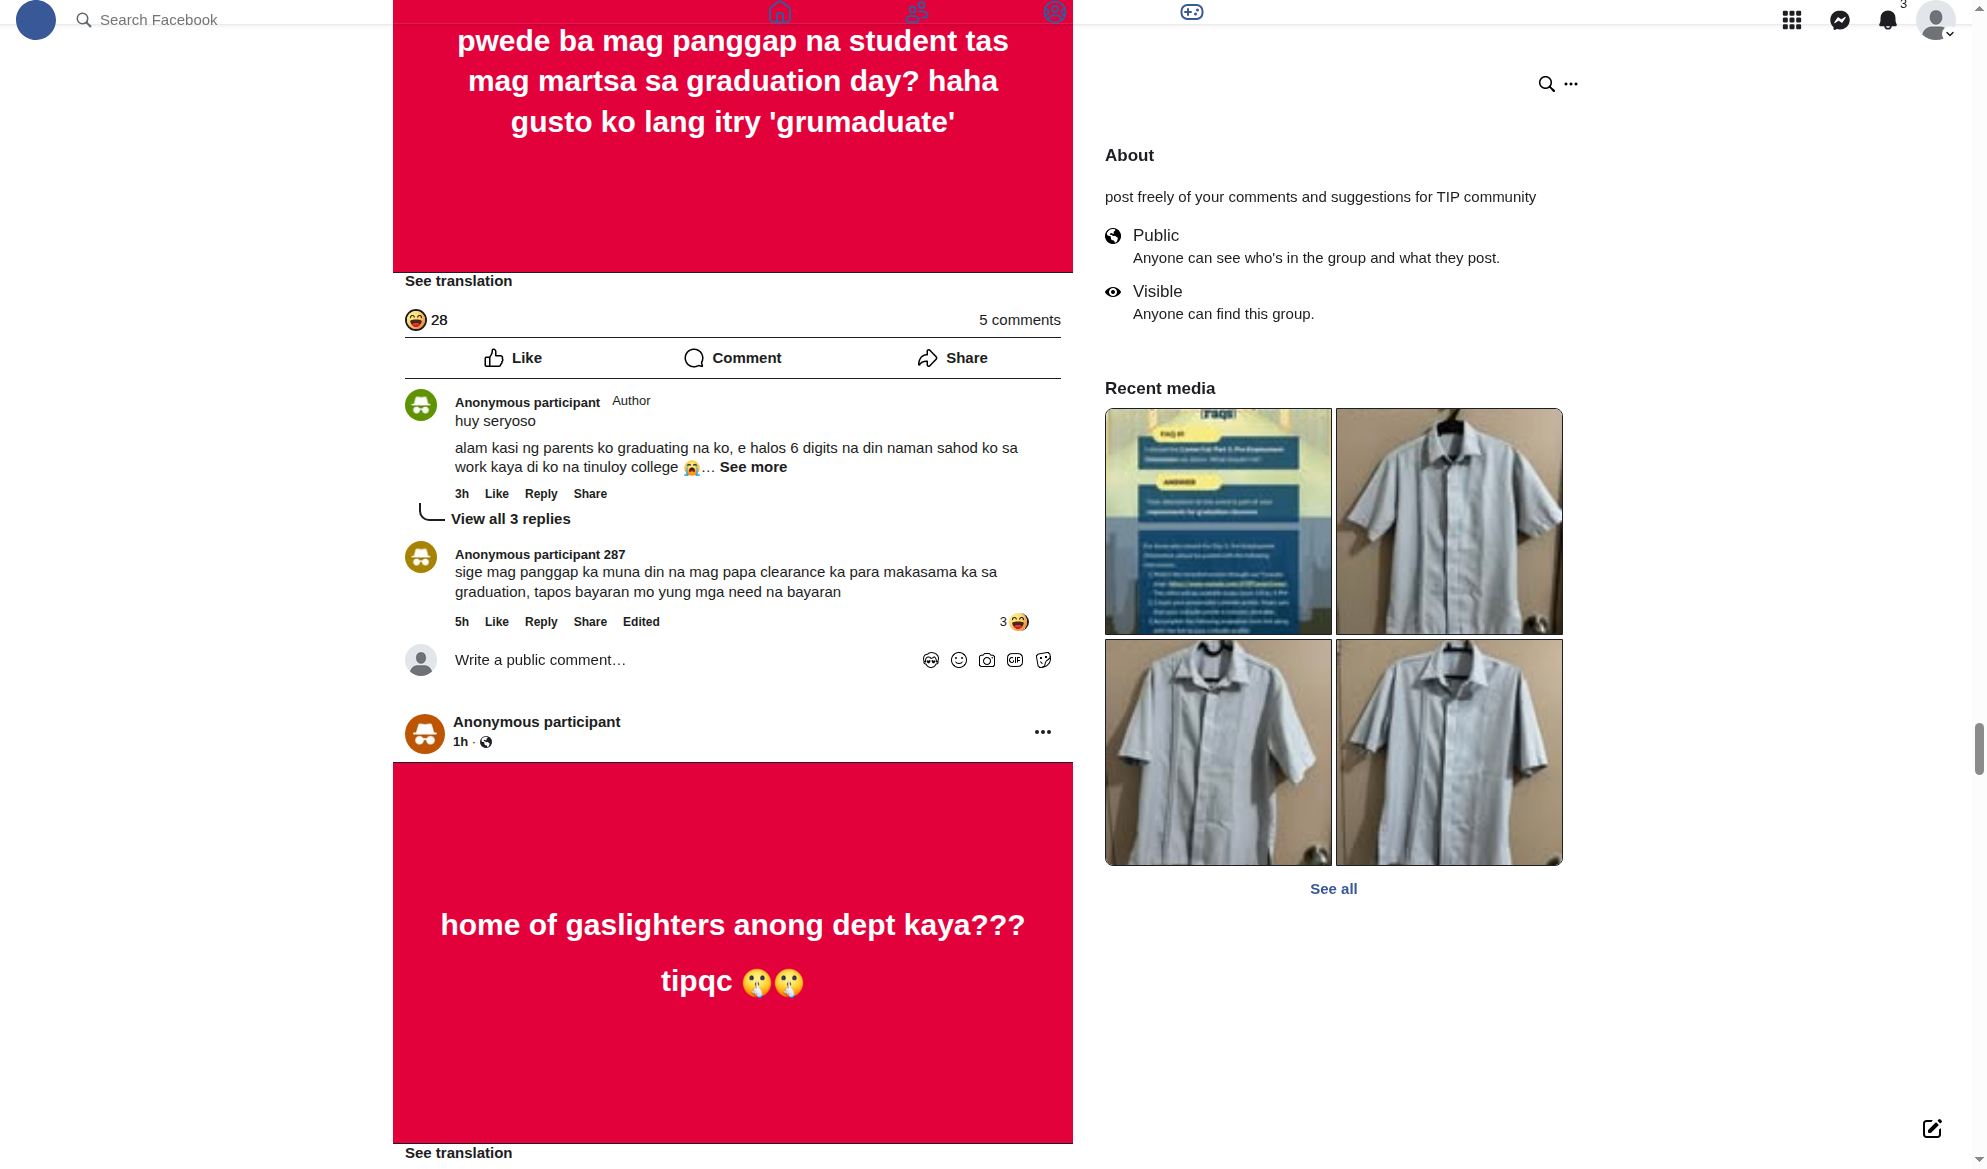 Search Facebook
3
pwede ba mag panggap na student tas
mag martsa sa graduation day? haha
gusto ko lang itry 'grumaduate'
See translation
28
5 comments
Like
Comment
Share
Anonymous participant Author
huy seryoso
alam kasi ng parents ko graduating na ko, e halos 6 digits na din naman sahod ko sa
work kaya di ko na tinuloy college 😭… See more
3h Like Reply Share
View all 3 replies
Anonymous participant 287
sige mag panggap ka muna din na mag papa clearance ka para makasama ka sa
graduation, tapos bayaran mo yung mga need na bayaran
5h Like Reply Share Edited
3
Write a public comment…
GIF
Anonymous participant
1h ·
home of gaslighters anong dept kaya???
tipqc 🤫🤫
See translation
About
post freely of your comments and suggestions for TIP community
Public
Anyone can see who's in the group and what they post.
Visible
Anyone can find this group.
Recent media
FAQ #1
ANSWER
See all